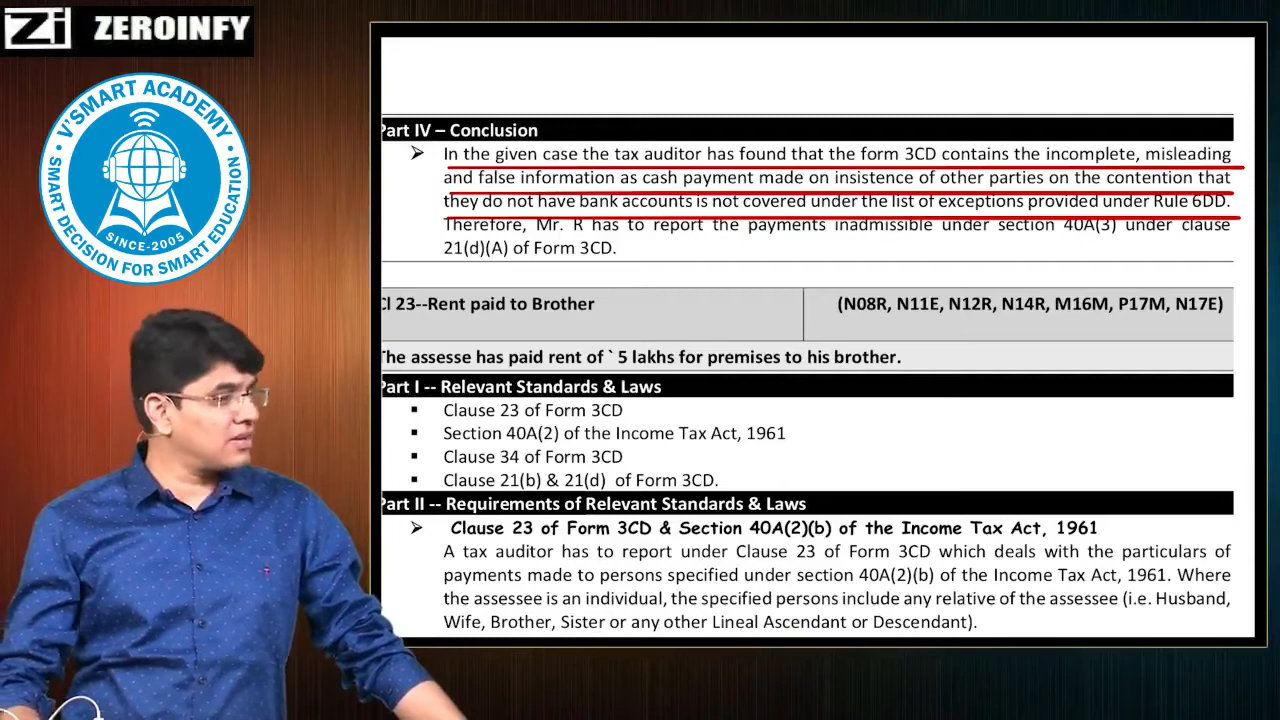 Zi ZEROINFY
V'SMART ACADEMY
SINCE-2005
SMART DECISION FOR SMART EDUCATION
Part IV – Conclusion
➢ In the given case the tax auditor has found that the form 3CD contains the incomplete, misleading
and false information as cash payment made on insistence of other parties on the contention that
they do not have bank accounts is not covered under the list of exceptions provided under Rule 6DD.
Therefore, Mr. R has to report the payments inadmissible under section 40A(3) under clause
21(d)(A) of Form 3CD.
Cl 23--Rent paid to Brother (N08R, N11E, N12R, N14R, M16M, P17M, N17E)
The assesse has paid rent of ` 5 lakhs for premises to his brother.
Part I -- Relevant Standards & Laws
▪ Clause 23 of Form 3CD
▪ Section 40A(2) of the Income Tax Act, 1961
▪ Clause 34 of Form 3CD
▪ Clause 21(b) & 21(d) of Form 3CD.
Part II -- Requirements of Relevant Standards & Laws
➢ Clause 23 of Form 3CD & Section 40A(2)(b) of the Income Tax Act, 1961
A tax auditor has to report under Clause 23 of Form 3CD which deals with the particulars of
payments made to persons specified under section 40A(2)(b) of the Income Tax Act, 1961. Where
the assessee is an individual, the specified persons include any relative of the assessee (i.e. Husband,
Wife, Brother, Sister or any other Lineal Ascendant or Descendant).